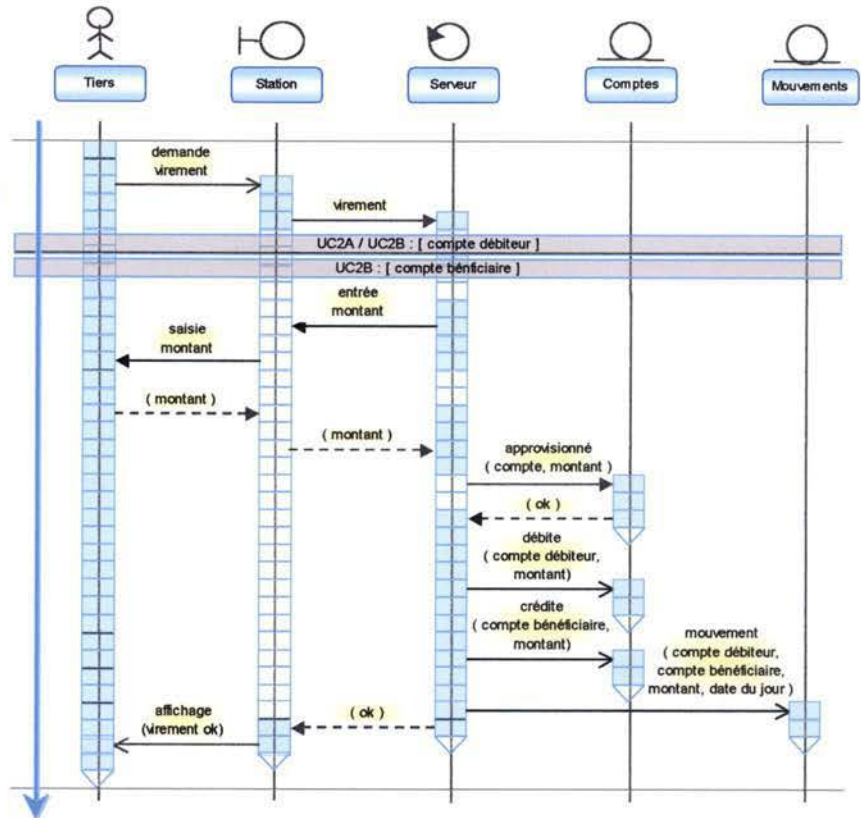 Tiers
Station
Serveur
Comptes
Mouvements
demande
virement
virement
UC2A / UC2B : [ compte débiteur ]
UC2B : [ compte bénficiaire ]
entrée
montant
saisie
montant
( montant )
( montant )
approvisionné
( compte, montant )
( ok )
débite
( compte débiteur,
montant)
crédite
( compte bénéficiaire,
montant)
mouvement
( compte débiteur,
compte bénéficiaire,
montant, date du jour )
( ok )
affichage
(virement ok)